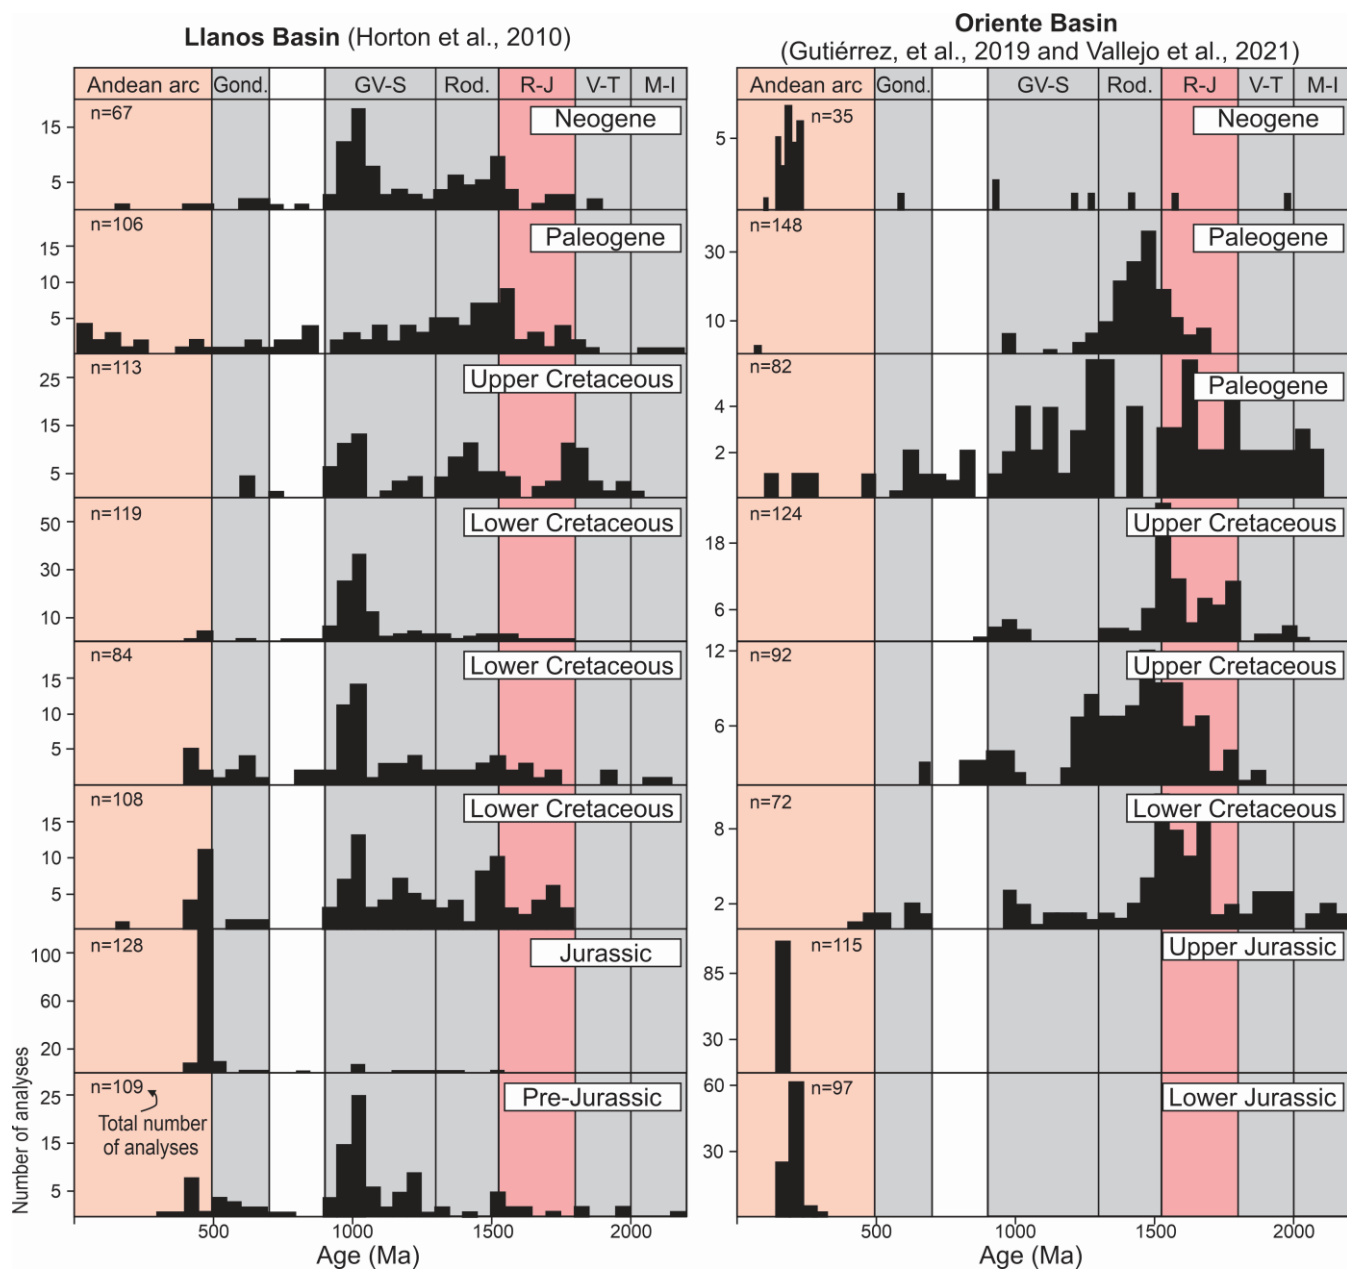 Llanos Basin (Horton et al., 2010)
Andean arc Gond. GV-S Rod. R-J V-T M-I
n=67
Neogene
15
5
n=106
Paleogene
15
10
5
n=113
Upper Cretaceous
25
15
5
n=119
Lower Cretaceous
50
30
10
n=84
Lower Cretaceous
15
10
5
n=108
Lower Cretaceous
15
10
5
n=128
Jurassic
100
60
20
n=109
Total number
of analyses
Pre-Jurassic
25
15
5
Number of analyses
500 1000 1500 2000
Age (Ma)
Oriente Basin
(Gutiérrez, et al., 2019 and Vallejo et al., 2021)
Andean arc Gond. GV-S Rod. R-J V-T M-I
n=35
Neogene
5
n=148
Paleogene
30
10
n=82
Paleogene
4
2
n=124
Upper Cretaceous
18
6
n=92
Upper Cretaceous
12
6
n=72
Lower Cretaceous
8
2
n=115
Upper Jurassic
85
30
n=97
Lower Jurassic
60
30
500 1000 1500 2000
Age (Ma)